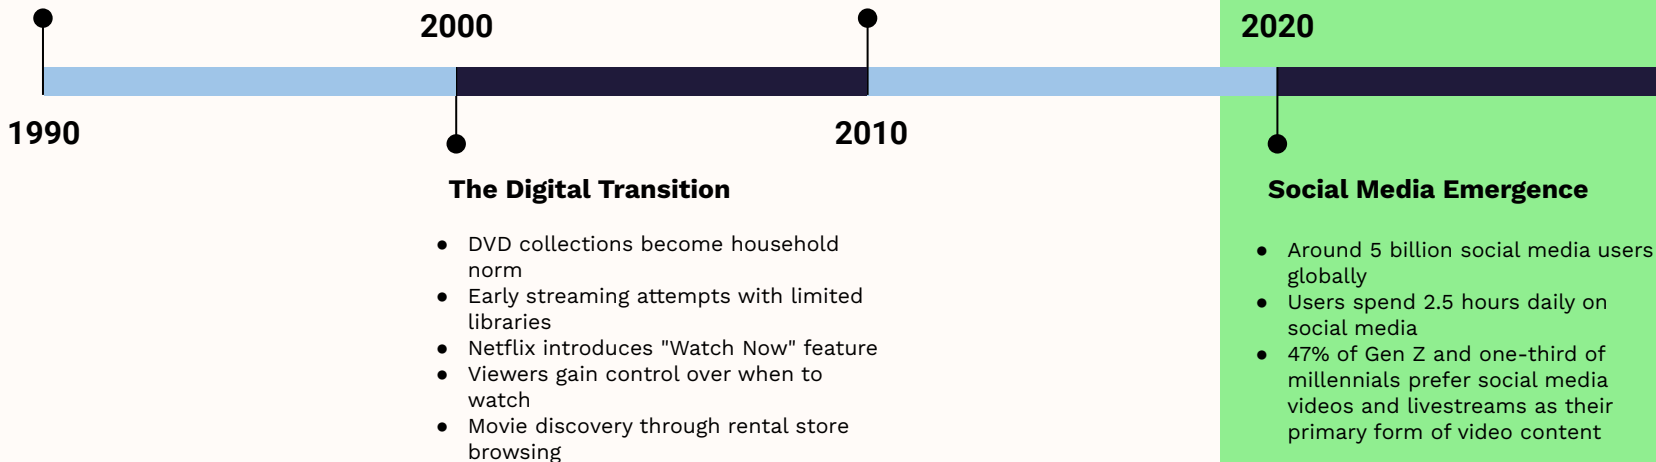 2000
2020
1990
2010
The Digital Transition
● DVD collections become household
norm
● Early streaming attempts with limited
libraries
● Netflix introduces "Watch Now" feature
● Viewers gain control over when to
watch
● Movie discovery through rental store
browsing
Social Media Emergence
● Around 5 billion social media users
globally
● Users spend 2.5 hours daily on
social media
● 47% of Gen Z and one-third of
millennials prefer social media
videos and livestreams as their
primary form of video content